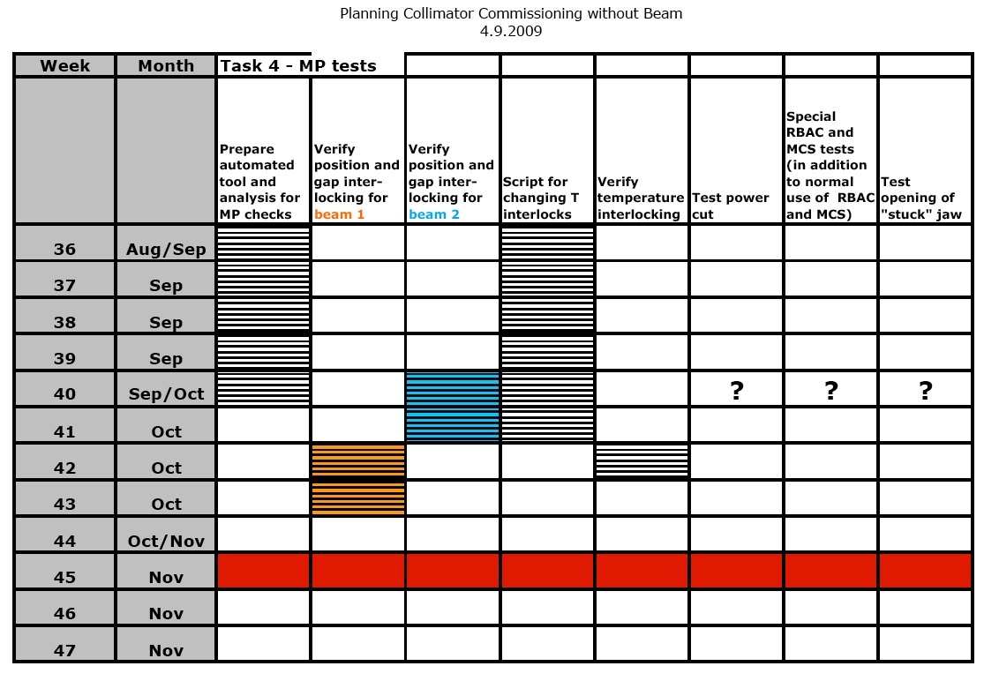 Planning Collimator Commissioning without Beam
4.9.2009
Week Month Task 4 - MP tests
Prepare
automated
tool and
analysis for
MP checks
Verify
position and
gap inter-
locking for
beam 1
Verify
position and
gap inter-
locking for
beam 2
Script for
changing T
interlocks
Verify
temperature
interlocking
Test power
cut
Special
RBAC and
MCS tests
(in addition
to normal
use of RBAC
and MCS)
Test
opening of
"stuck" jaw
36 Aug/Sep
37 Sep
38 Sep
39 Sep
40 Sep/Oct ? ? ?
41 Oct
42 Oct
43 Oct
44 Oct/Nov
45 Nov
46 Nov
47 Nov